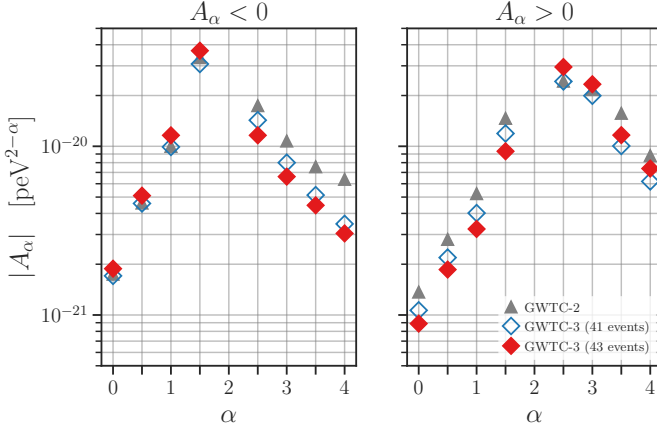 A_α < 0
A_α > 0
|A_α| [peV^{2−α}]
10^{−20}
10^{−21}
0 1 2 3 4
α
0 1 2 3 4
α
GWTC-2
GWTC-3 (41 events)
GWTC-3 (43 events)